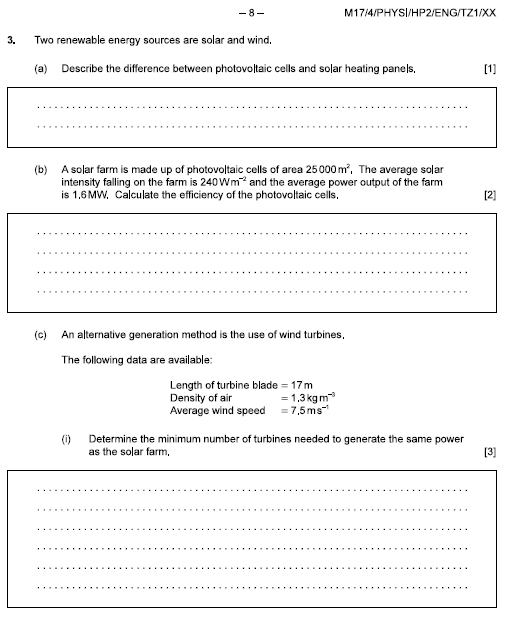 – 8 –
M17/4/PHYSI/HP2/ENG/TZ1/XX
3. Two renewable energy sources are solar and wind.
(a) Describe the difference between photovoltaic cells and solar heating panels. [1]
(b) A solar farm is made up of photovoltaic cells of area 25 000 m². The average solar
intensity falling on the farm is 240 W m⁻² and the average power output of the farm
is 1.6 MW. Calculate the efficiency of the photovoltaic cells. [2]
(c) An alternative generation method is the use of wind turbines.
The following data are available:
Length of turbine blade = 17 m
Density of air = 1.3 kg m⁻³
Average wind speed = 7.5 m s⁻¹
(i) Determine the minimum number of turbines needed to generate the same power
as the solar farm. [3]